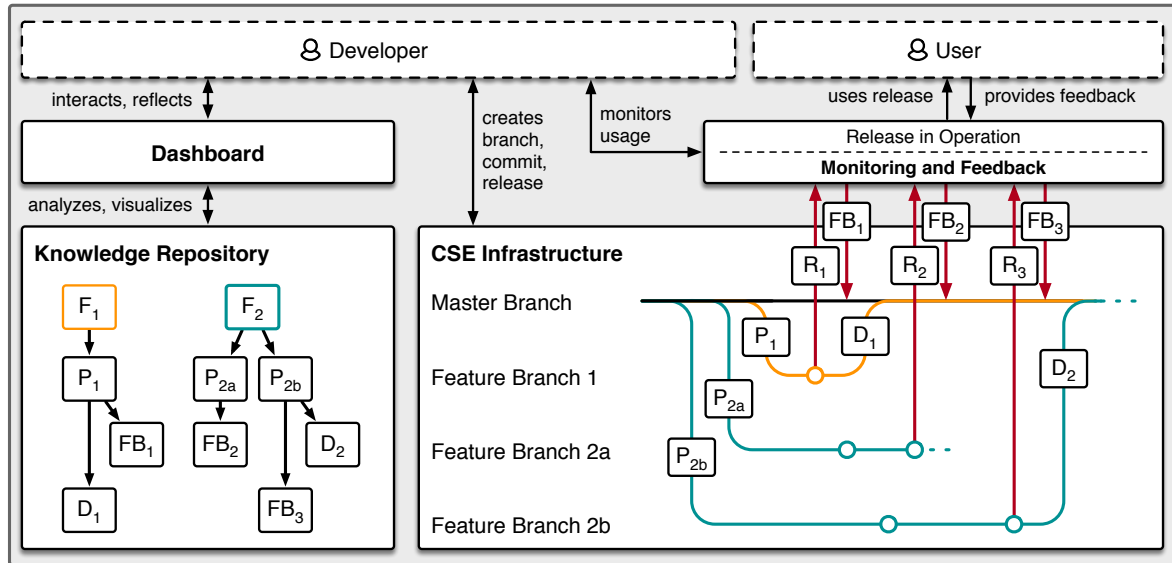 Developer
User
interacts, reflects
creates
branch,
commit,
release
monitors
usage
uses release
provides feedback
Dashboard
Release in Operation
Monitoring and Feedback
analyzes, visualizes
Knowledge Repository
F1
F2
P1
P2a
P2b
FB1
FB2
D2
D1
FB3
CSE Infrastructure
FB1
FB2
FB3
R1
R2
R3
Master Branch
P1
D1
Feature Branch 1
D2
P2a
Feature Branch 2a
P2b
Feature Branch 2b